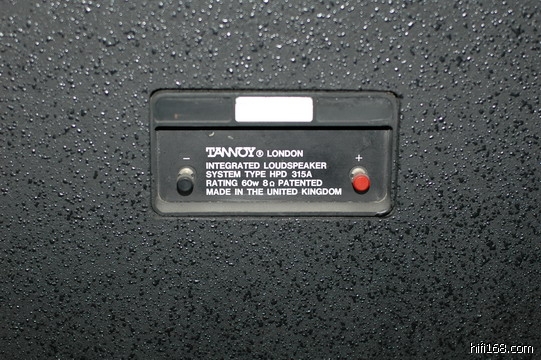 TANNOY ® LONDON
INTEGRATED LOUDSPEAKER
SYSTEM TYPE HPD 315A
RATING 60w 8Ω PATENTED
MADE IN THE UNITED KINGDOM
− +
hifi168.com